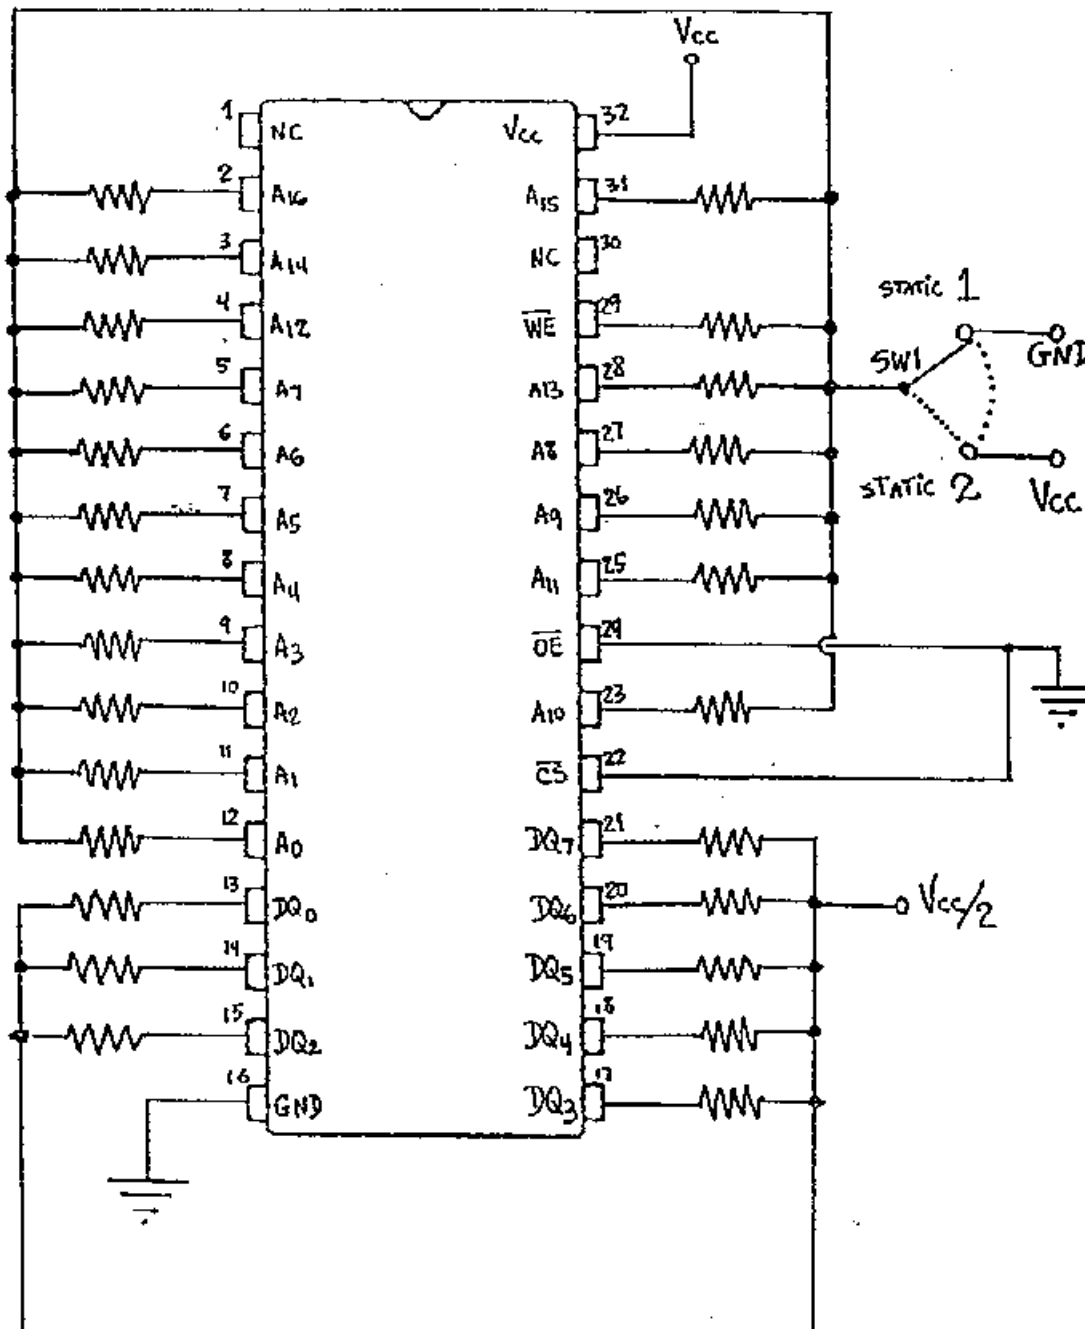 Vcc
1 NC Vcc 32
2 A16 A15 31
3 A14 NC 30
4 A12 W̅E̅ 29
5 A7 A13 28
6 A6 A8 27
7 A5 A9 26
8 A4 A11 25
9 A3 O̅E̅ 24
10 A2 A10 23
11 A1 C̅S̅ 22
12 A0 DQ7 21
13 DQ0 DQ6 20
14 DQ1 DQ5 19
15 DQ2 DQ4 18
16 GND DQ3 17
STATIC 1
SW1 GND
STATIC 2
VCC
Vcc/2